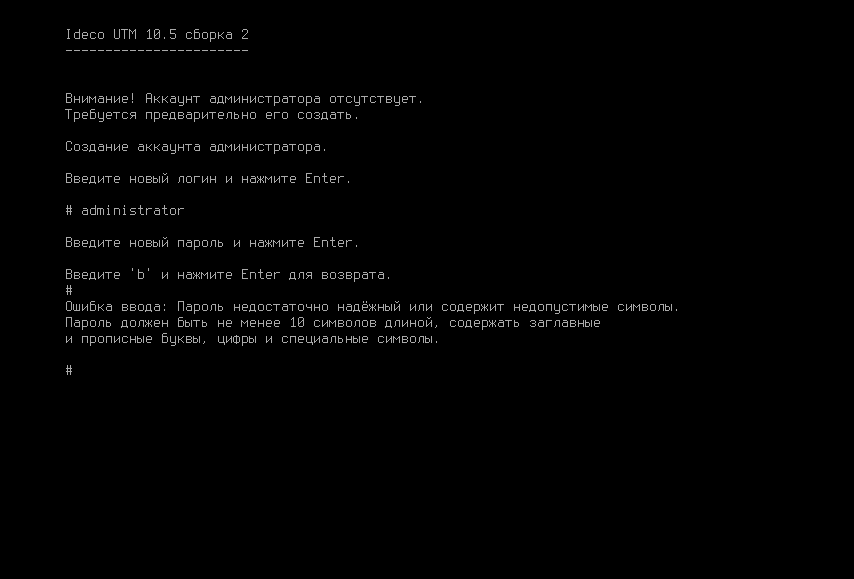 Ideco UTM 10.5 сборка 2
-----------------------
Внимание! Аккаунт администратора отсутствует.
Требуется предварительно его создать.
Создание аккаунта администратора.
Введите новый логин и нажмите Enter.
# administrator
Введите новый пароль и нажмите Enter.
Введите 'b' и нажмите Enter для возврата.
#
Ошибка ввода: Пароль недостаточно надёжный или содержит недопустимые символы.
Пароль должен быть не менее 10 символов длиной, содержать заглавные
и прописные буквы, цифры и специальные символы.
#